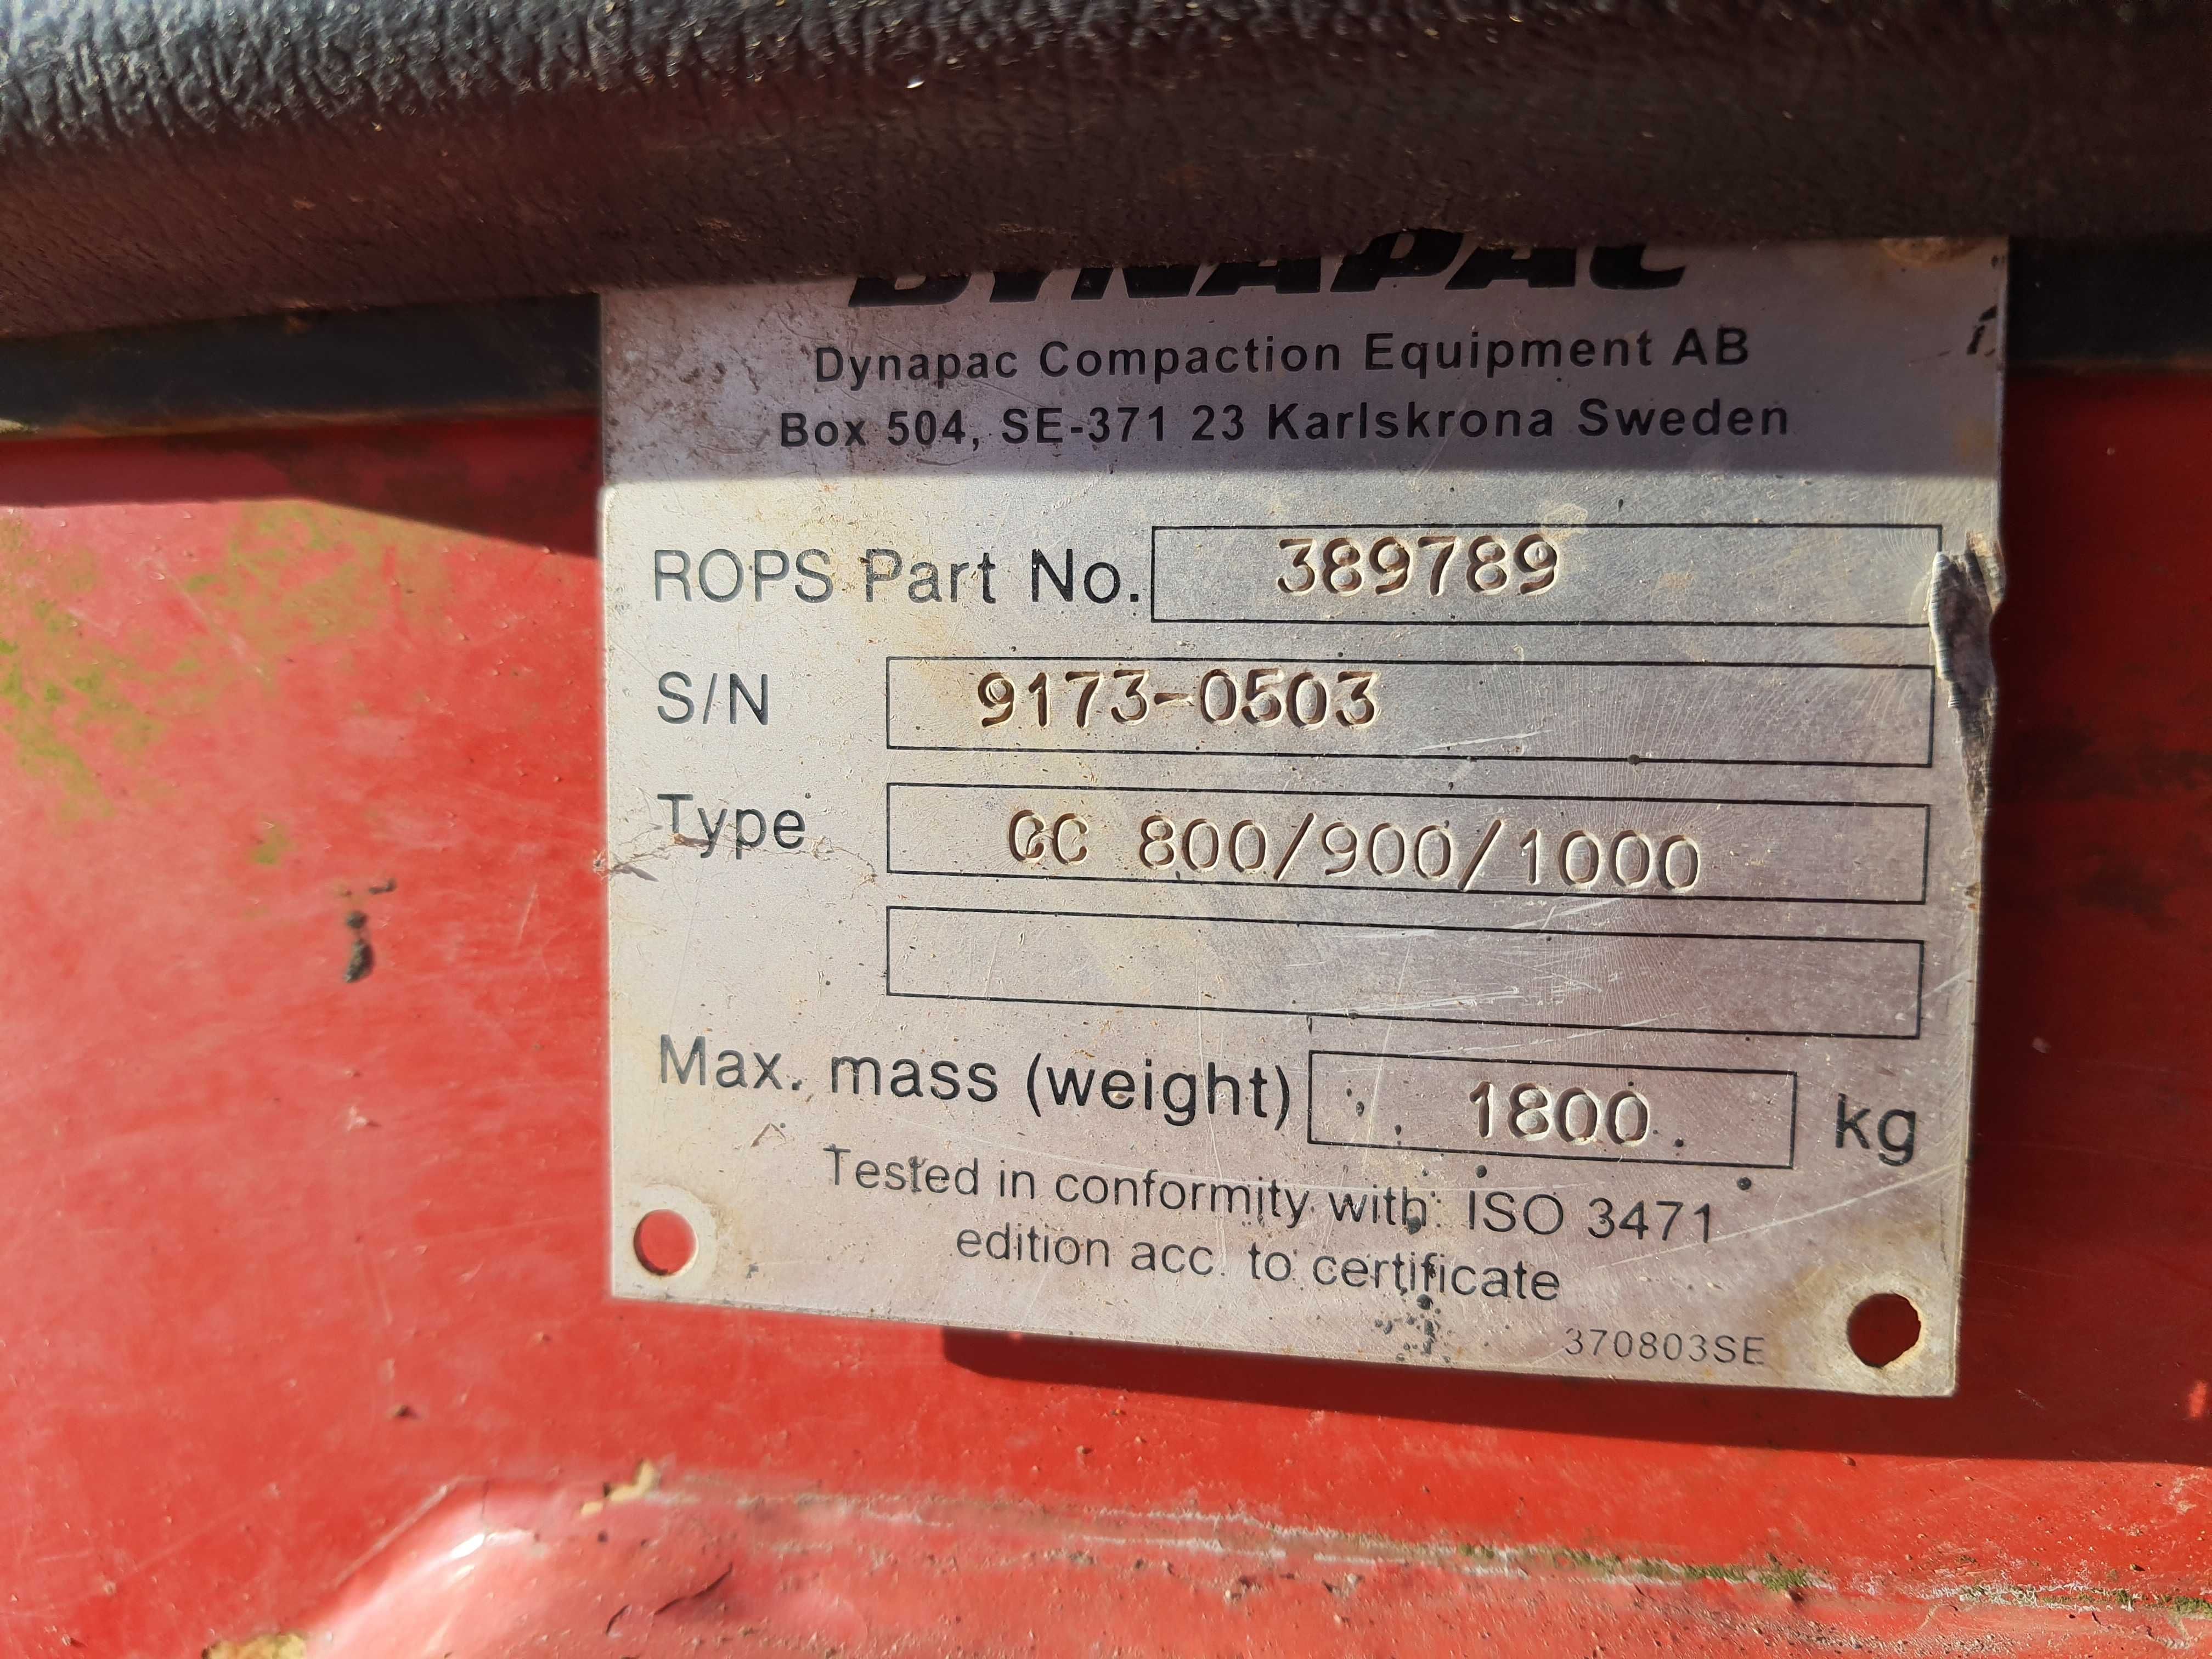 DYNAPAC
Dynapac Compaction Equipment AB
Box 504, SE-371 23 Karlskrona Sweden
ROPS Part No. 389789
S/N 9173-0503
Type CC 800/900/1000
Max. mass (weight) 1800 kg
Tested in conformity with: ISO 3471
edition acc. to certificate
370803SE